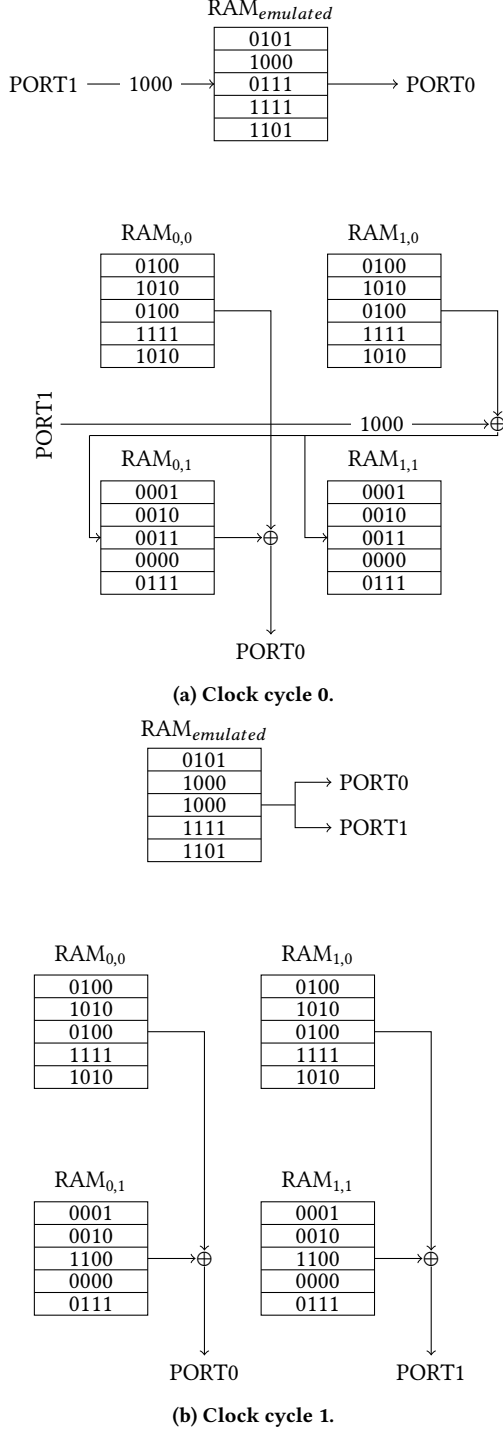 RAMemulated
0101
1000
PORT1 1000 0111 PORT0
1111
1101
RAM0,0 RAM1,0
0100 0100
1010 1010
0100 0100
1111 1111
1010 1010
PORT1 1000 ⊕
RAM0,1 RAM1,1
0001 0001
0010 0010
0011 ⊕ 0011
0000 0000
0111 0111
PORT0
(a) Clock cycle 0.
RAMemulated
0101
1000 PORT0
1000
1111 PORT1
1101
RAM0,0 RAM1,0
0100 0100
1010 1010
0100 0100
1111 1111
1010 1010
RAM0,1 RAM1,1
0001 0001
0010 0010
1100 ⊕ 1100 ⊕
0000 0000
0111 0111
PORT0 PORT1
(b) Clock cycle 1.